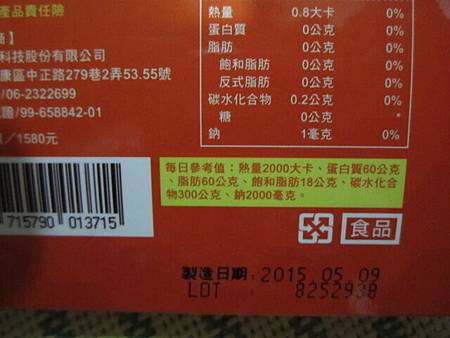 產品責任險
商】
科技股份有限公司
康區中正路279巷2弄53.55號
/06-2322699
/99-658842-01
/1580元
715790 013715
熱量 0.8大卡 0%
蛋白質 0公克 0%
脂肪 0公克 0%
飽和脂肪 0公克 0%
反式脂肪 0公克 0%
碳水化合物 0.2公克 0%
糖 0公克 *
鈉 1毫克 0%
每日參考值：熱量2000大卡、蛋白質60公克
、脂肪60公克、飽和脂肪18公克、碳水化合
物300公克、鈉2000毫克。
食品
製造日期：2015.05.09
LOT : 8252938